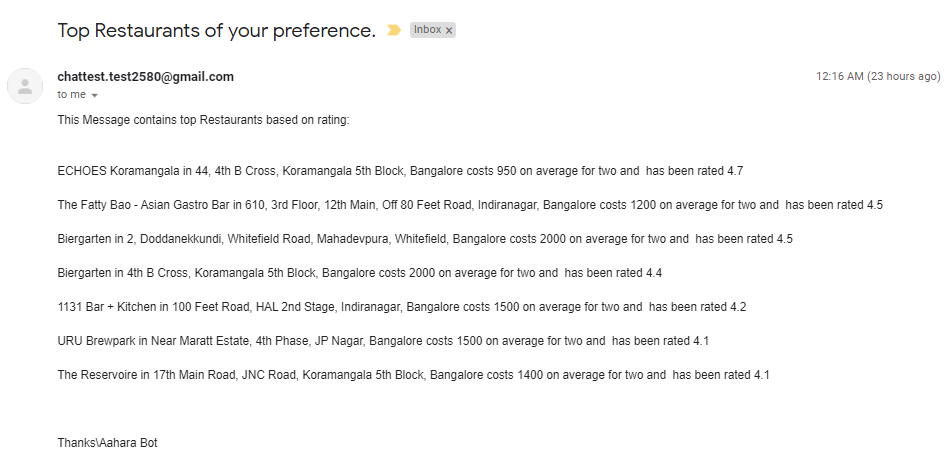 Top Restaurants of your preference. Inbox x
chattest.test2580@gmail.com 12:16 AM (23 hours ago)
to me
This Message contains top Restaurants based on rating:
ECHOES Koramangala in 44, 4th B Cross, Koramangala 5th Block, Bangalore costs 950 on average for two and  has been rated 4.7
The Fatty Bao - Asian Gastro Bar in 610, 3rd Floor, 12th Main, Off 80 Feet Road, Indiranagar, Bangalore costs 1200 on average for two and  has been rated 4.5
Biergarten in 2, Doddanekkundi, Whitefield Road, Mahadevpura, Whitefield, Bangalore costs 2000 on average for two and  has been rated 4.5
Biergarten in 4th B Cross, Koramangala 5th Block, Bangalore costs 2000 on average for two and  has been rated 4.4
1131 Bar + Kitchen in 100 Feet Road, HAL 2nd Stage, Indiranagar, Bangalore costs 1500 on average for two and  has been rated 4.2
URU Brewpark in Near Maratt Estate, 4th Phase, JP Nagar, Bangalore costs 1500 on average for two and  has been rated 4.1
The Reservoire in 17th Main Road, JNC Road, Koramangala 5th Block, Bangalore costs 1400 on average for two and  has been rated 4.1
Thanks\Aahara Bot